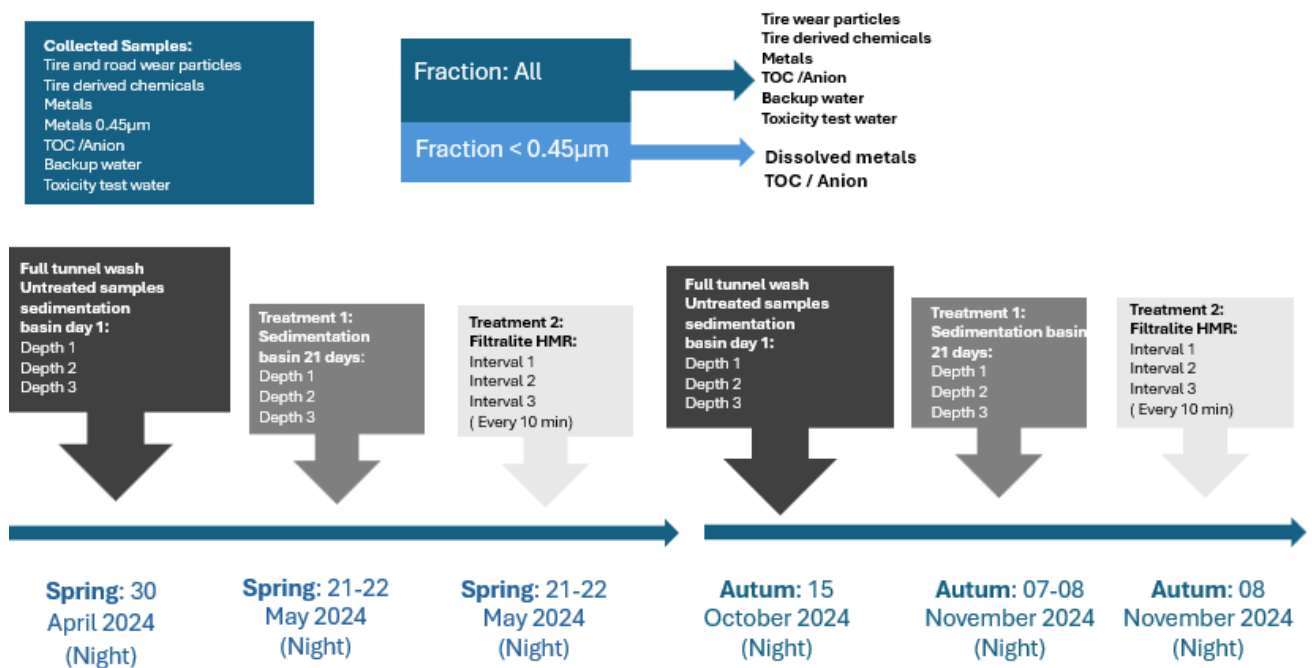 Collected Samples:
Tire and road wear particles
Tire derived chemicals
Metals
Metals 0.45µm
TOC /Anion
Backup water
Toxicity test water
Fraction: All
Fraction < 0.45µm
Tire wear particles
Tire derived chemicals
Metals
TOC /Anion
Backup water
Toxicity test water
Dissolved metals
TOC / Anion
Full tunnel wash
Untreated samples
sedimentation
basin day 1:
Depth 1
Depth 2
Depth 3
Treatment 1:
Sedimentation
basin 21 days:
Depth 1
Depth 2
Depth 3
Treatment 2:
Filtralite HMR:
Interval 1
Interval 2
Interval 3
( Every 10 min)
Full tunnel wash
Untreated samples
sedimentation
basin day 1:
Depth 1
Depth 2
Depth 3
Treatment 1:
Sedimentation basin
21 days:
Depth 1
Depth 2
Depth 3
Treatment 2:
Filtralite HMR:
Interval 1
Interval 2
Interval 3
( Every 10 min)
Spring: 30
April 2024
(Night)
Spring: 21-22
May 2024
(Night)
Spring: 21-22
May 2024
(Night)
Autum: 15
October 2024
(Night)
Autum: 07-08
November 2024
(Night)
Autum: 08
November 2024
(Night)